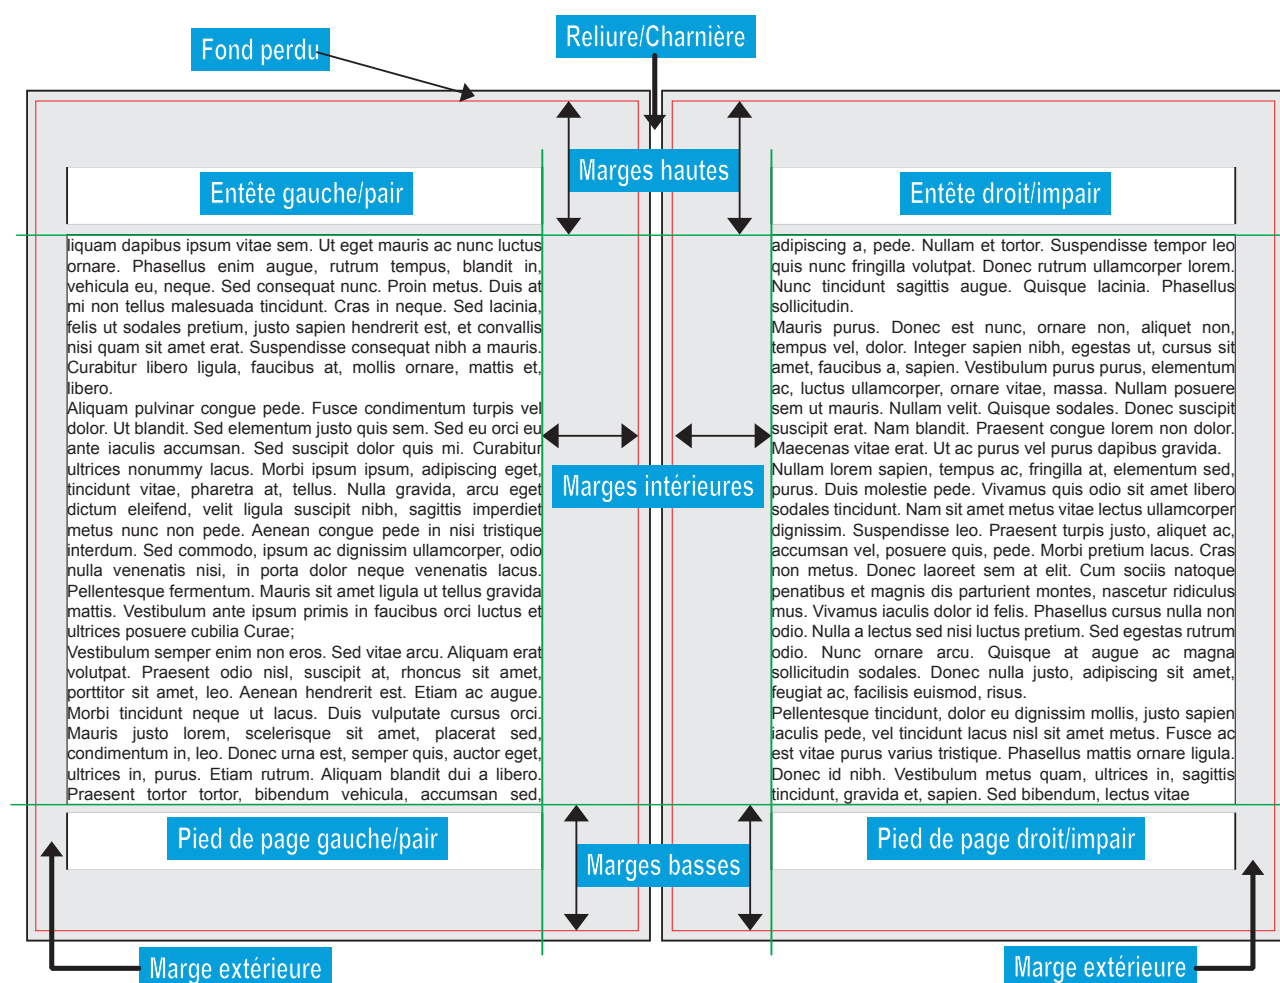 Reliure/Charnière
Fond perdu
Marges hautes
Entête gauche/pair
Entête droit/impair
liquam dapibus ipsum vitae sem. Ut eget mauris ac nunc luctus
ornare. Phasellus enim augue, rutrum tempus, blandit in,
vehicula eu, neque. Sed consequat nunc. Proin metus. Duis at
mi non tellus malesuada tincidunt. Cras in neque. Sed lacinia,
felis ut sodales pretium, justo sapien hendrerit est, et convallis
nisi quam sit amet erat. Suspendisse consequat nibh a mauris.
Curabitur libero ligula, faucibus at, mollis ornare, mattis et,
libero.
Aliquam pulvinar congue pede. Fusce condimentum turpis vel
dolor. Ut blandit. Sed elementum justo quis sem. Sed eu orci eu
ante iaculis accumsan. Sed suscipit dolor quis mi. Curabitur
ultrices nonummy lacus. Morbi ipsum ipsum, adipiscing eget,
tincidunt vitae, pharetra at, tellus. Nulla gravida, arcu eget
dictum eleifend, velit ligula suscipit nibh, sagittis imperdiet
metus nunc non pede. Aenean congue pede in nisi tristique
interdum. Sed commodo, ipsum ac dignissim ullamcorper, odio
nulla venenatis nisi, in porta dolor neque venenatis lacus.
Pellentesque fermentum. Mauris sit amet ligula ut tellus gravida
mattis. Vestibulum ante ipsum primis in faucibus orci luctus et
ultrices posuere cubilia Curae;
Vestibulum semper enim non eros. Sed vitae arcu. Aliquam erat
volutpat. Praesent odio nisl, suscipit at, rhoncus sit amet,
porttitor sit amet, leo. Aenean hendrerit est. Etiam ac augue.
Morbi tincidunt neque ut lacus. Duis vulputate cursus orci.
Mauris justo lorem, scelerisque sit amet, placerat sed,
condimentum in, leo. Donec urna est, semper quis, auctor eget,
ultrices in, purus. Etiam rutrum. Aliquam blandit dui a libero.
Praesent tortor tortor, bibendum vehicula, accumsan sed,
adipiscing a, pede. Nullam et tortor. Suspendisse tempor leo
quis nunc fringilla volutpat. Donec rutrum ullamcorper lorem.
Nunc tincidunt sagittis augue. Quisque lacinia. Phasellus
sollicitudin.
Mauris purus. Donec est nunc, ornare non, aliquet non,
tempus vel, dolor. Integer sapien nibh, egestas ut, cursus sit
amet, faucibus a, sapien. Vestibulum purus purus, elementum
ac, luctus ullamcorper, ornare vitae, massa. Nullam posuere
sem ut mauris. Nullam velit. Quisque sodales. Donec suscipit
suscipit erat. Nam blandit. Praesent congue lorem non dolor.
Maecenas vitae erat. Ut ac purus vel purus dapibus gravida.
Nullam lorem sapien, tempus ac, fringilla at, elementum sed,
purus. Duis molestie pede. Vivamus quis odio sit amet libero
sodales tincidunt. Nam sit amet metus vitae lectus ullamcorper
dignissim. Suspendisse leo. Praesent turpis justo, aliquet ac,
accumsan vel, posuere quis, pede. Morbi pretium lacus. Cras
non metus. Donec laoreet sem at elit. Cum sociis natoque
penatibus et magnis dis parturient montes, nascetur ridiculus
mus. Vivamus iaculis dolor id felis. Phasellus cursus nulla non
odio. Nulla a lectus sed nisi luctus pretium. Sed egestas rutrum
odio. Nunc ornare arcu. Quisque at augue ac magna
sollicitudin sodales. Donec nulla justo, adipiscing sit amet,
feugiat ac, facilisis euismod, risus.
Pellentesque tincidunt, dolor eu dignissim mollis, justo sapien
iaculis pede, vel tincidunt lacus nisl sit amet metus. Fusce ac
est vitae purus varius tristique. Phasellus mattis ornare ligula.
Donec id nibh. Vestibulum metus quam, ultrices in, sagittis
tincidunt, gravida et, sapien. Sed bibendum, lectus vitae
Marges intérieures
Pied de page gauche/pair
Pied de page droit/impair
Marges basses
Marge extérieure
Marge extérieure